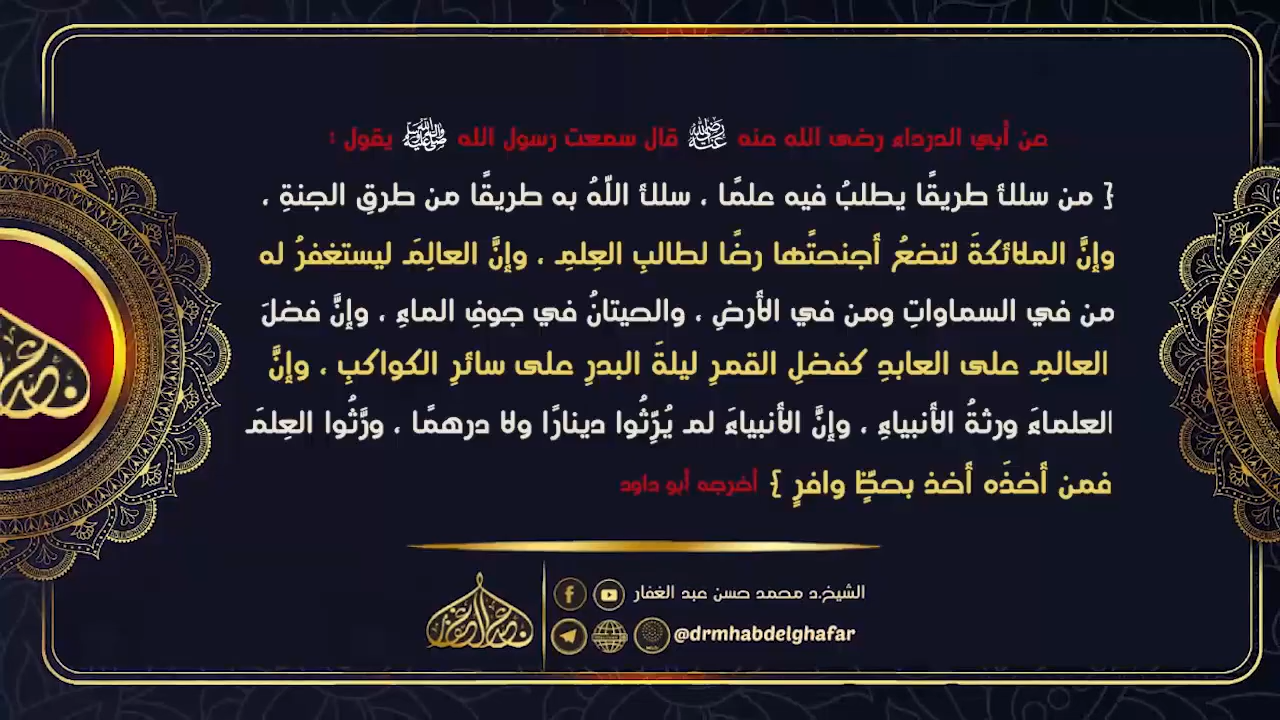 عن أبي الدرداء رضى الله عنه رضي الله عنه قال سمعت رسول الله ﷺ يقول :
{ من سلك طريقًا يطلبُ فيه علمًا ، سلك اللّهُ به طريقًا من طرقِ الجنةِ ،
وإنَّ الملائكةَ لتضعُ أجنحتًها رضًا لطالبِ العِلمِ ، وإنَّ العالِمَ ليستغفرُ له
من في السماواتِ ومن في الأرضِ ، والحيتانُ في جوفِ الماءِ ، وإنَّ فضلَ
العالمِ على العابدِ كفضلِ القمرِ ليلةَ البدرِ على سائرِ الكواكبِ ، وإنَّ
العلماءَ ورثةُ الأنبياءِ ، وإنَّ الأنبياءَ لم يُرِّثُوا دينارًا ولا درهمًا ، ورَّثُوا العِلمَ
فمن أخذَه أخذ بحظٍّ وافرٍ } أخرجه أبو داود
الشيخ.د محمد حسن عبد الغفار
@drmhabdelghafar